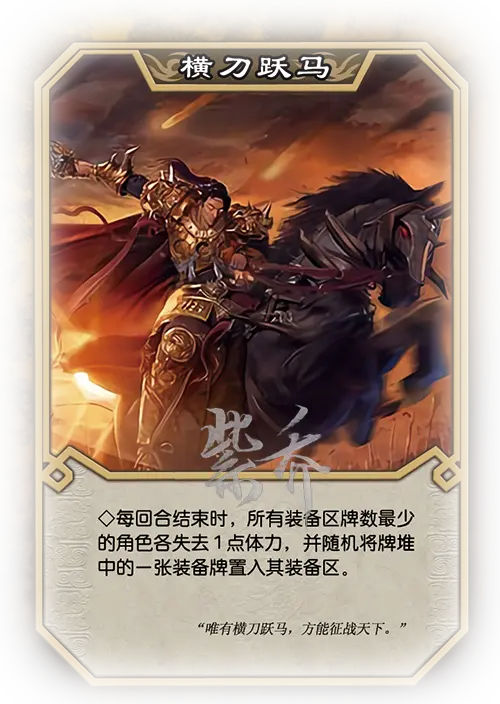 横刀跃马
紫乔
◇每回合结束时，所有装备区牌数最少
的角色各失去1点体力，并随机将牌堆
中的一张装备牌置入其装备区。
“唯有横刀跃马，方能征战天下。”